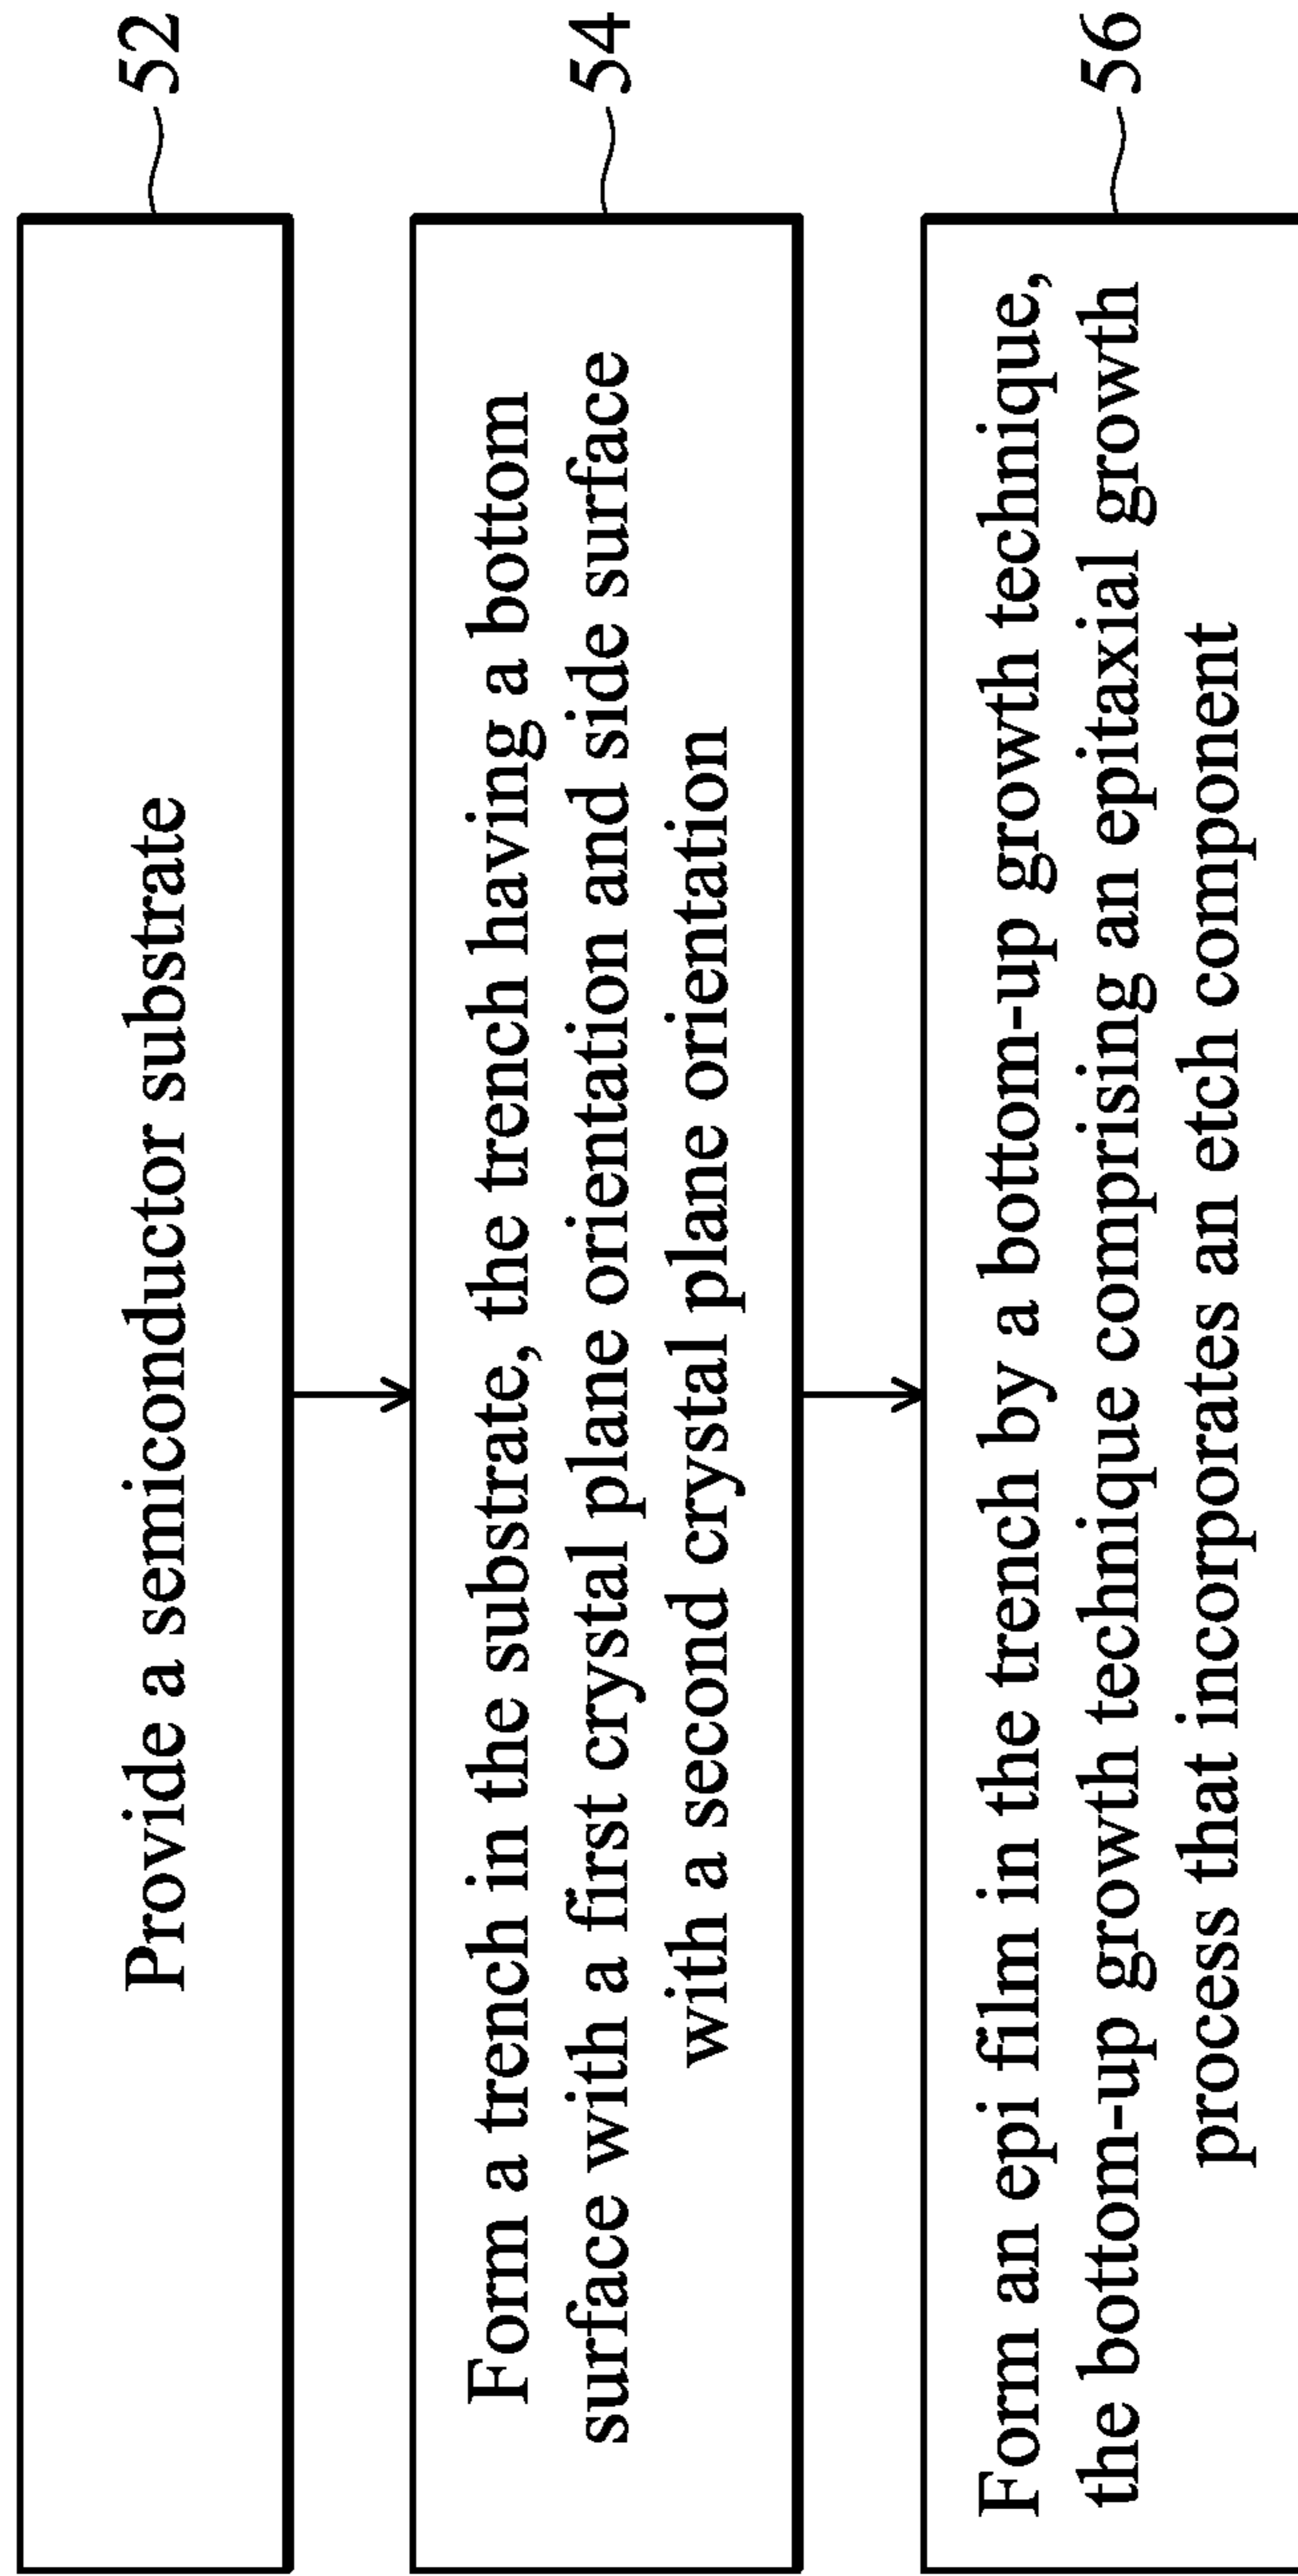 Provide a semiconductor substrate
52
Form a trench in the substrate, the trench having a bottom
surface with a first crystal plane orientation and side surface
with a second crystal plane orientation
54
Form an epi film in the trench by a bottom-up growth technique,
the bottom-up growth technique comprising an epitaxial growth
process that incorporates an etch component
56